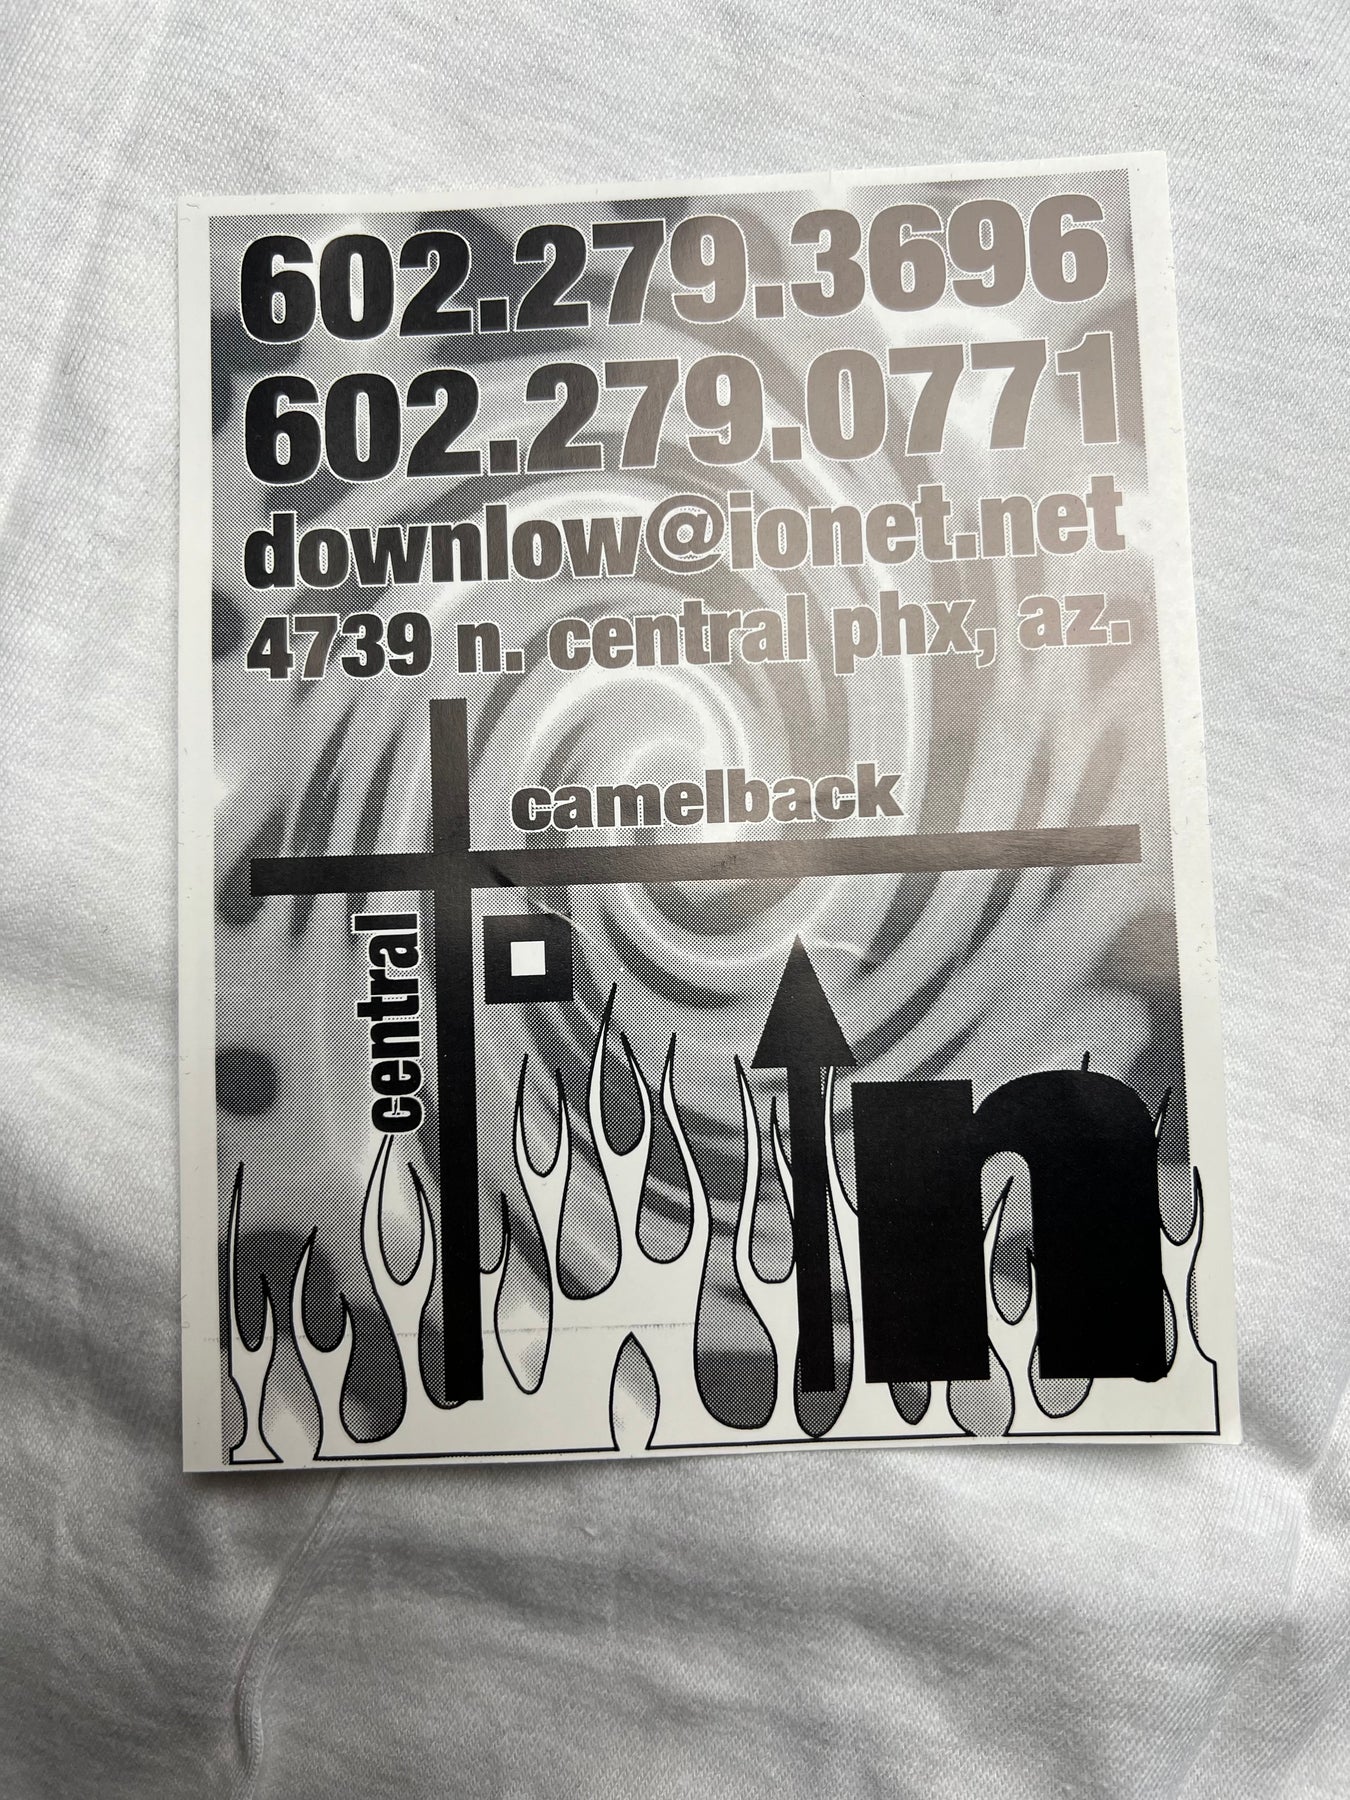 602.279.3696
602.279.0771
downlow@ionet.net
4739 n. central phx, az.
camelback
central
n